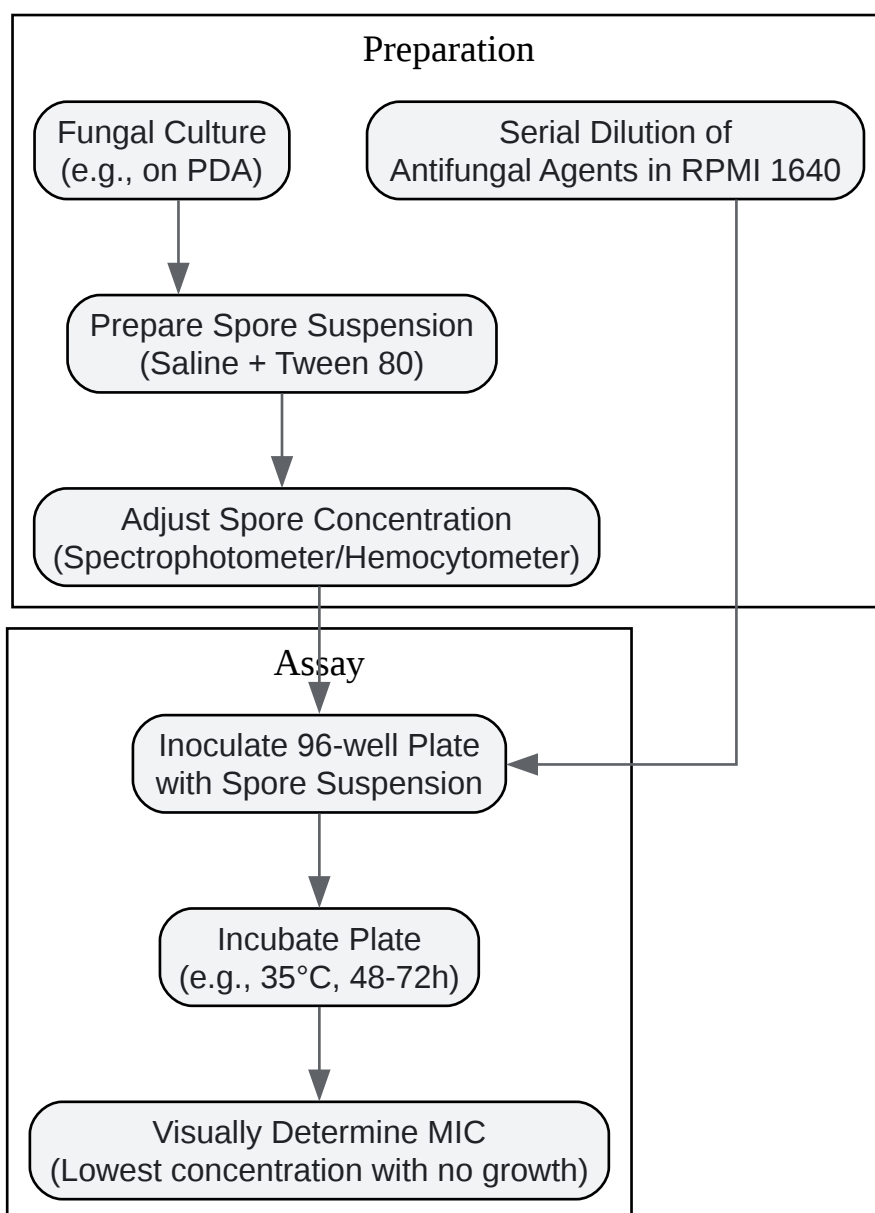 Preparation
Fungal Culture
(e.g., on PDA)
Serial Dilution of
Antifungal Agents in RPMI 1640
Prepare Spore Suspension
(Saline + Tween 80)
Adjust Spore Concentration
(Spectrophotometer/Hemocytometer)
Assay
Inoculate 96-well Plate
with Spore Suspension
Incubate Plate
(e.g., 35°C, 48-72h)
Visually Determine MIC
(Lowest concentration with no growth)